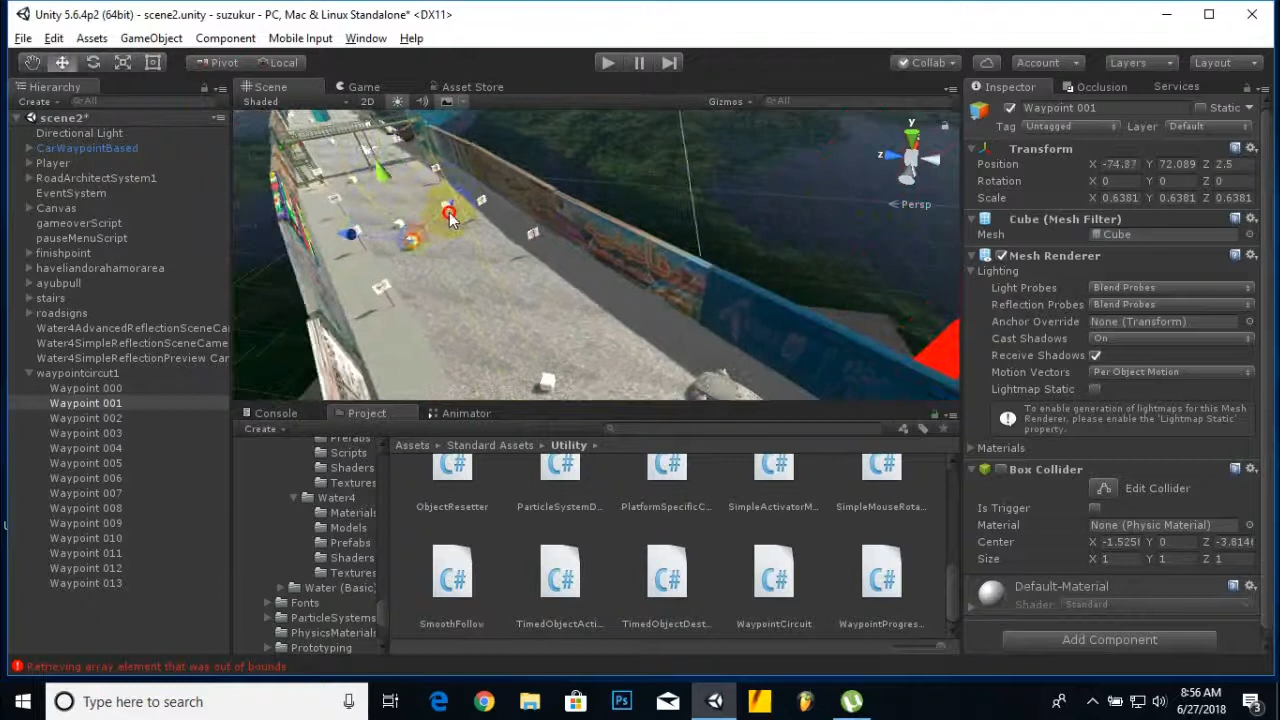 Unity 5.6.4p2 (64bit) - scene2.unity - suzukur - PC, Mac & Linux Standalone* <DX11>
File Edit Assets GameObject Component Mobile Input Window Help
Pivot Local Collab Account Layers Layout
Hierarchy Scene Game Asset Store Inspector Occlusion Services
Create All Shaded 2D Gizmos All
scene2*
Directional Light
CarWaypointBased
Player
RoadArchitectSystem1
EventSystem
Canvas
gameoverScript
pauseMenuScript
finishpoint
haveliandorahamorarea
ayubpull
stairs
roadsigns
Water4AdvancedReflectionSceneCam
Water4SimpleReflectionSceneCame
Water4SimpleReflectionPreview Car
waypointcircut1
Waypoint 000
Waypoint 001
Waypoint 002
Waypoint 003
Waypoint 004
Waypoint 005
Waypoint 006
Waypoint 007
Waypoint 008
Waypoint 009
Waypoint 010
Waypoint 011
Waypoint 012
Waypoint 013
y
z
Persp
Console Project Animator
Create
Prefabs
Scripts
Shaders
Textures
Water4
Materials
Models
Prefabs
Shaders
Textures
Water (Basic)
Fonts
ParticleSystems
PhysicsMaterials
Prototyping
Assets Standard Assets Utility
C# C# C# C# C#
ObjectResetter ParticleSystemD... PlatformSpecificC... SimpleActivatorM... SimpleMouseRota...
C# C# C# C# C#
SmoothFollow TimedObjectActi... TimedObjectDest... WaypointCircuit WaypointProgres...
Waypoint 001 Static
Tag Untagged Layer Default
Transform
Position X -74.87 Y 72.089 Z 2.5
Rotation X 0 Y 0 Z 0
Scale X 0.6381 Y 0.6381 Z 0.6381
Cube (Mesh Filter)
Mesh Cube
Mesh Renderer
Lighting
Light Probes Blend Probes
Reflection Probes Blend Probes
Anchor Override None (Transform)
Cast Shadows On
Receive Shadows
Motion Vectors Per Object Motion
Lightmap Static
To enable generation of lightmaps for this Mesh
Renderer, please enable the 'Lightmap Static'
property.
Materials
Box Collider
Edit Collider
Is Trigger
Material None (Physic Material)
Center X -1.525 Y 0 Z -3.814
Size X 1 Y 1 Z 1
Default-Material
Shader Standard
Add Component
Retrieving array element that was out of bounds
Type here to search
8:56 AM
6/27/2018
3